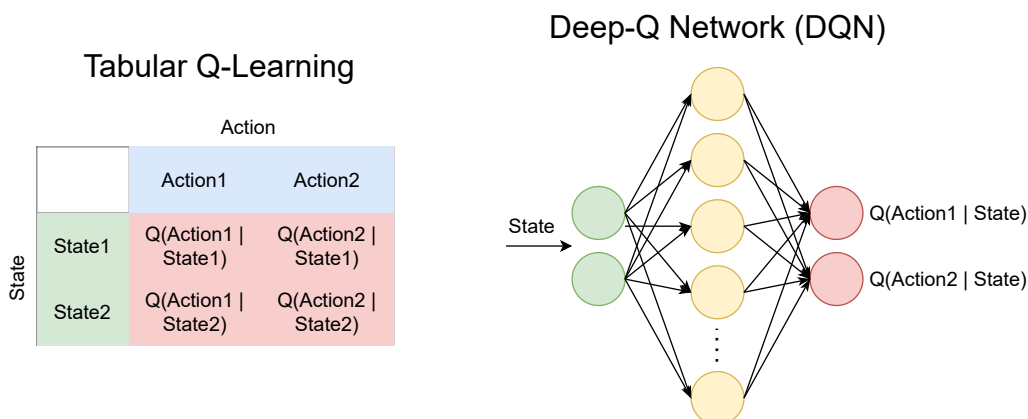 Tabular Q-Learning
Action
Action1
Action2
State
State1
Q(Action1 |
State1)
Q(Action2 |
State1)
State2
Q(Action1 |
State2)
Q(Action2 |
State2)
Deep-Q Network (DQN)
State
Q(Action1 | State)
Q(Action2 | State)